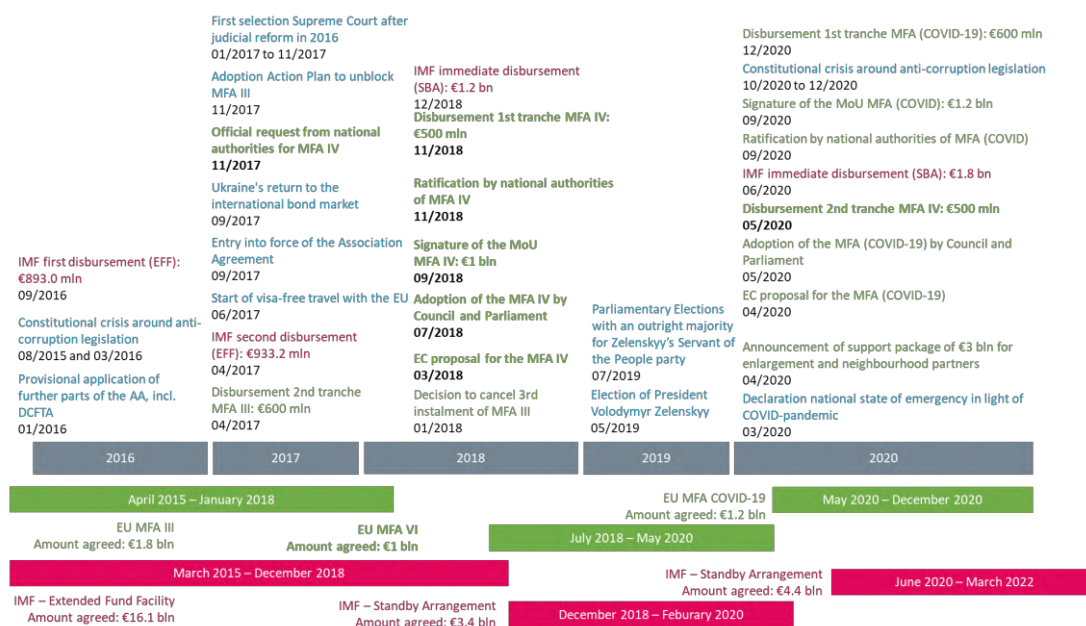 IMF first disbursement (EFF):
€893.0 mln
09/2016
Constitutional crisis around anti-
corruption legislation
08/2015 and 03/2016
Provisional application of
further parts of the AA, incl.
DCFTA
01/2016
First selection Supreme Court after
judicial reform in 2016
01/2017 to 11/2017
Adoption Action Plan to unblock
MFA III
11/2017
Official request from national
authorities for MFA IV
11/2017
Ukraine's return to the
international bond market
09/2017
Entry into force of the Association
Agreement
09/2017
Start of visa-free travel with the EU
06/2017
IMF second disbursement
(EFF): €933.2 mln
04/2017
Disbursement 2nd tranche
MFA III: €600 mln
04/2017
IMF immediate disbursement
(SBA): €1.2 bn
12/2018
Disbursement 1st tranche MFA IV:
€500 mln
11/2018
Ratification by national authorities
of MFA IV
11/2018
Signature of the MoU
MFA IV: €1 bln
09/2018
Adoption of the MFA IV by
Council and Parliament
07/2018
EC proposal for the MFA IV
03/2018
Decision to cancel 3rd
instalment of MFA III
01/2018
Parliamentary Elections
with an outright majority
for Zelenskyy's Servant of
the People party
07/2019
Election of President
Volodymyr Zelenskyy
05/2019
Disbursement 1st tranche MFA (COVID-19): €600 mln
12/2020
Constitutional crisis around anti-corruption legislation
10/2020 to 12/2020
Signature of the MoU MFA (COVID): €1.2 bln
09/2020
Ratification by national authorities of MFA (COVID)
09/2020
IMF immediate disbursement (SBA): €1.8 bn
06/2020
Disbursement 2nd tranche MFA IV: €500 mln
05/2020
Adoption of the MFA (COVID-19) by Council and
Parliament
05/2020
EC proposal for the MFA (COVID-19)
04/2020
Announcement of support package of €3 bln for
enlargement and neighbourhood partners
04/2020
Declaration national state of emergency in light of
COVID-pandemic
03/2020
2016
2017
2018
2019
2020
April 2015 – January 2018
EU MFA III
Amount agreed: €1.8 bln
EU MFA VI
Amount agreed: €1 bln
July 2018 – May 2020
EU MFA COVID-19
Amount agreed: €1.2 bln
May 2020 – December 2020
March 2015 – December 2018
IMF – Extended Fund Facility
Amount agreed: €16.1 bln
IMF – Standby Arrangement
Amount agreed: €3.4 bln
December 2018 – Feburary 2020
IMF – Standby Arrangement
Amount agreed: €4.4 bln
June 2020 – March 2022